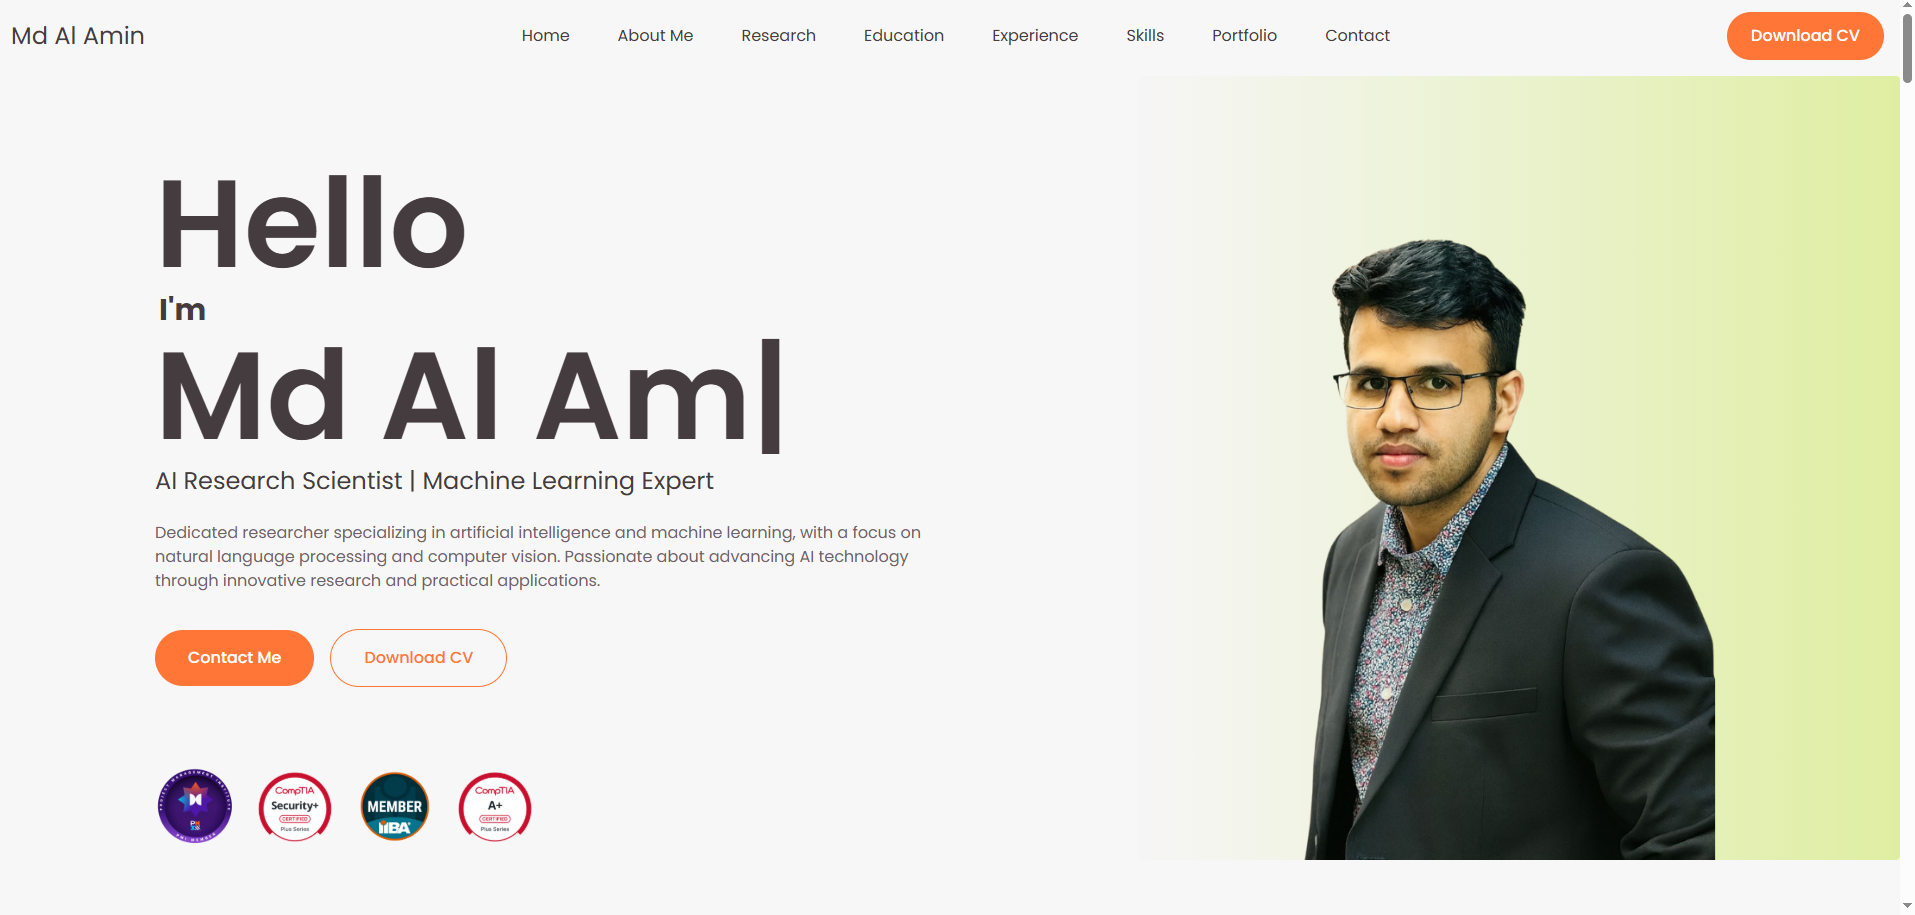 Md Al Amin
Home About Me Research Education Experience Skills Portfolio Contact
Download CV
Hello
I'm
Md Al Am|
AI Research Scientist | Machine Learning Expert
Dedicated researcher specializing in artificial intelligence and machine learning, with a focus on
natural language processing and computer vision. Passionate about advancing AI technology
through innovative research and practical applications.
Contact Me
Download CV
PMI MEMBER
CompTIA
Security+
CERTIFIED
Plus Series
MEMBER
IIBA
CompTIA
A+
CERTIFIED
Plus Series